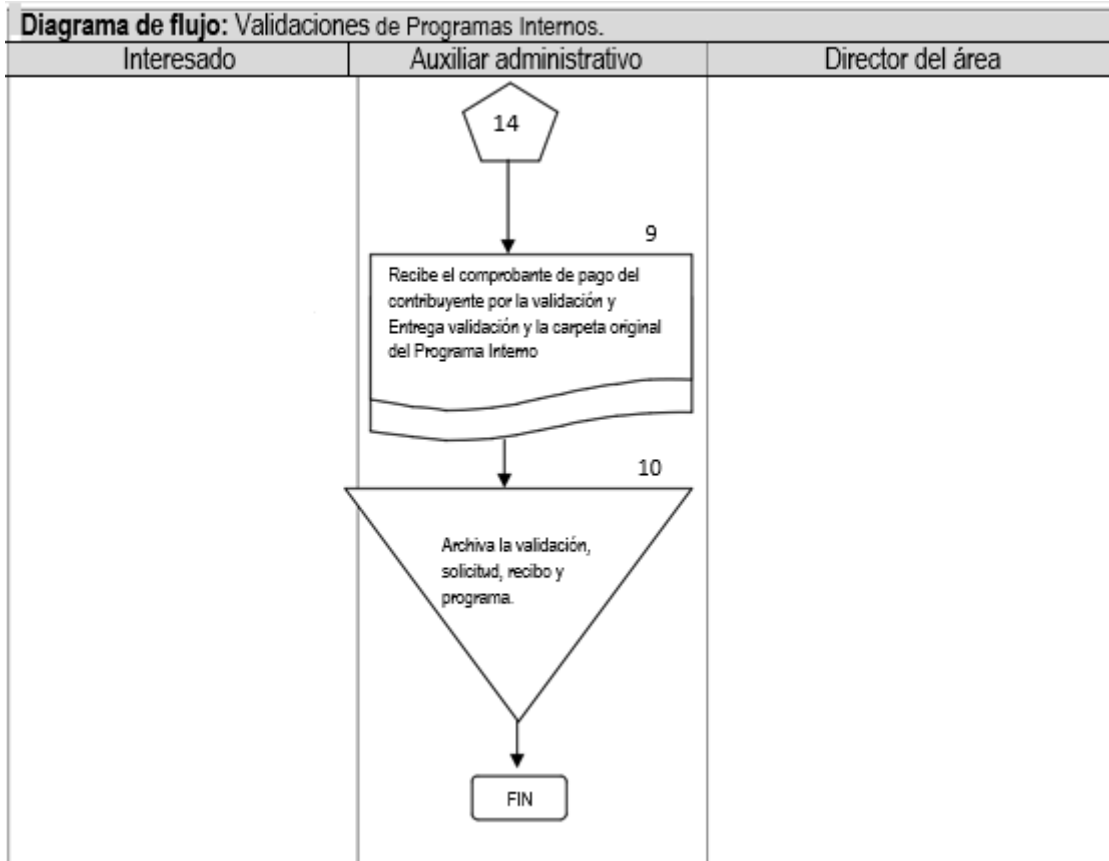 Diagrama de flujo: Validaciones de Programas Internos.
Interesado
Auxiliar administrativo
Director del área
14
9
Recibe el comprobante de pago del
contribuyente por la validación y
Entrega validación y la carpeta original
del Programa Interno
10
Archiva la validación,
solicitud, recibo y
programa.
FIN